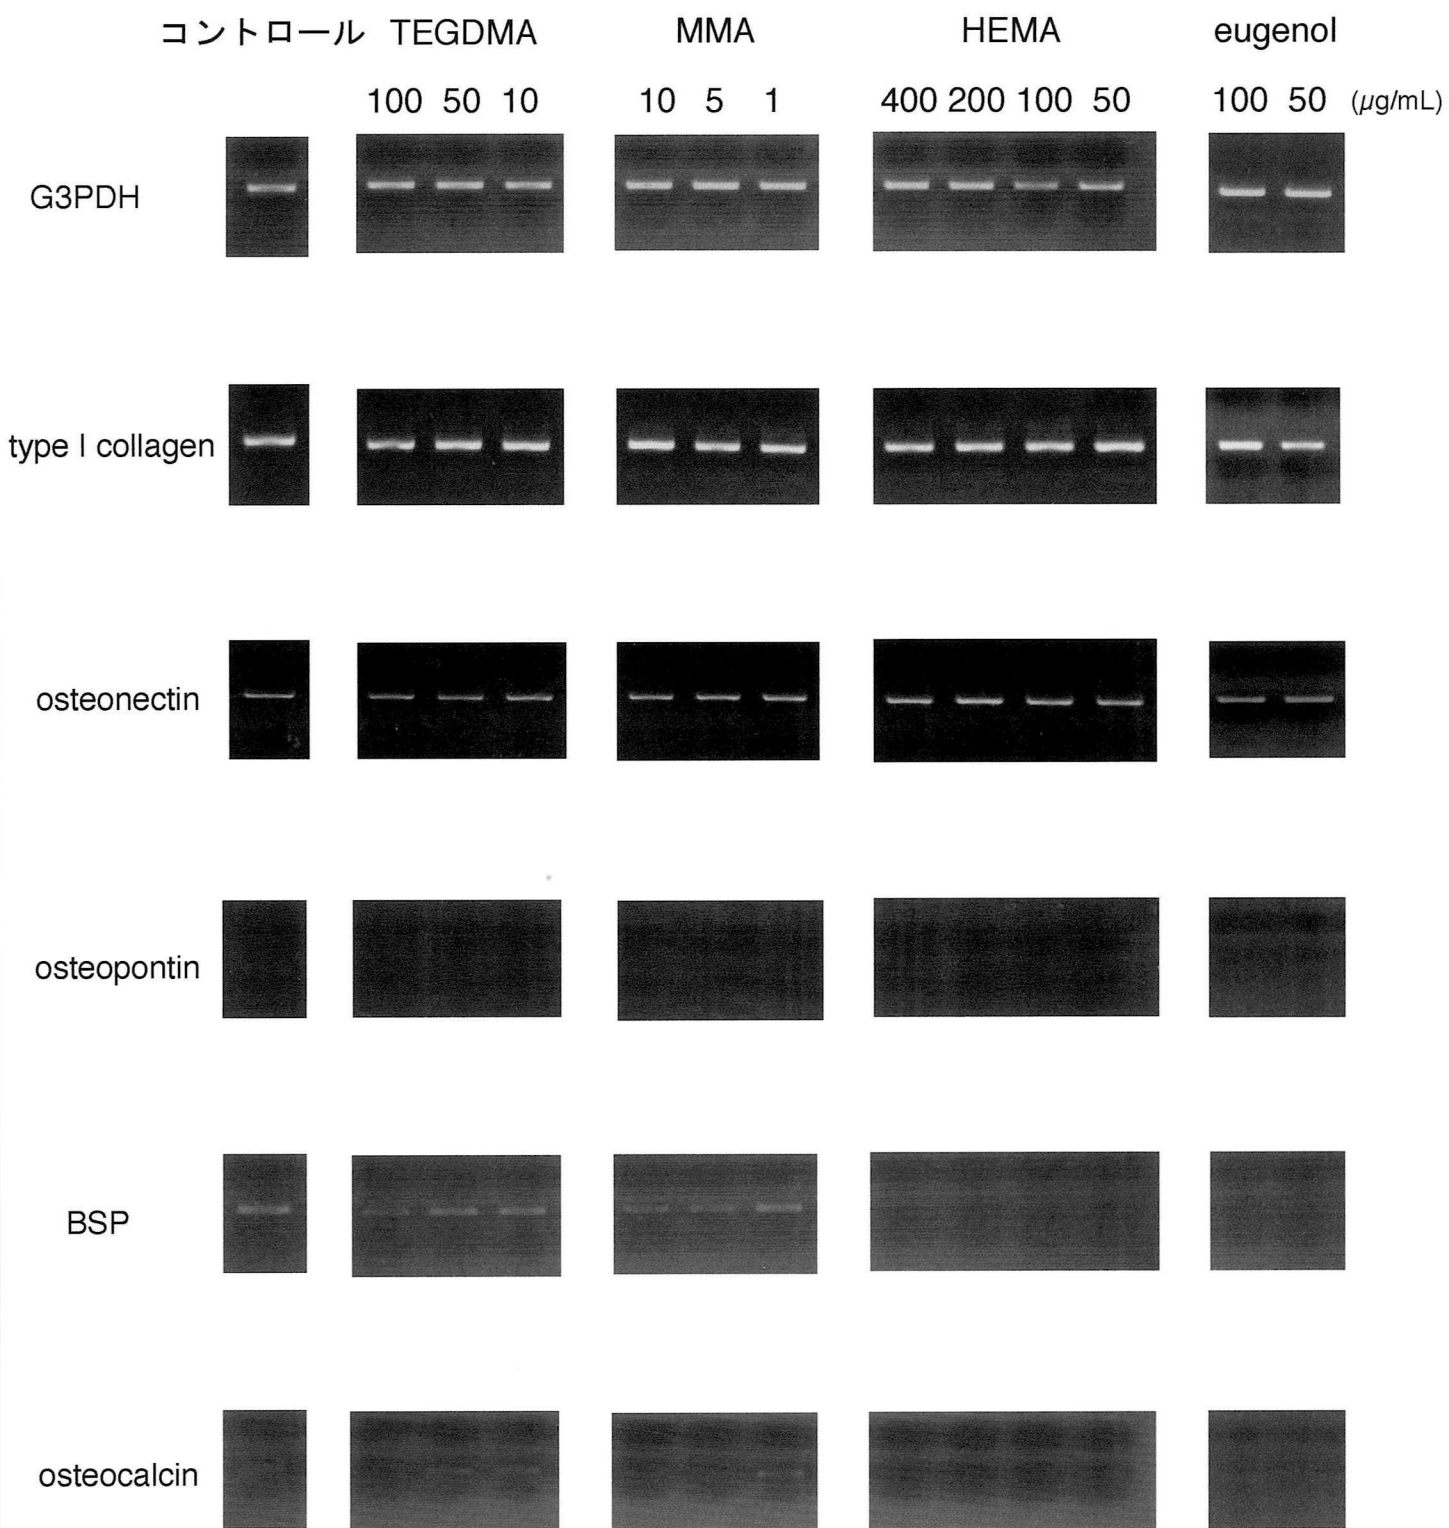 コントロール TEGDMA MMA HEMA eugenol
100 50 10 10 5 1 400 200 100 50 100 50 (μg/mL)
G3PDH
type I collagen
osteonectin
osteopontin
BSP
osteocalcin